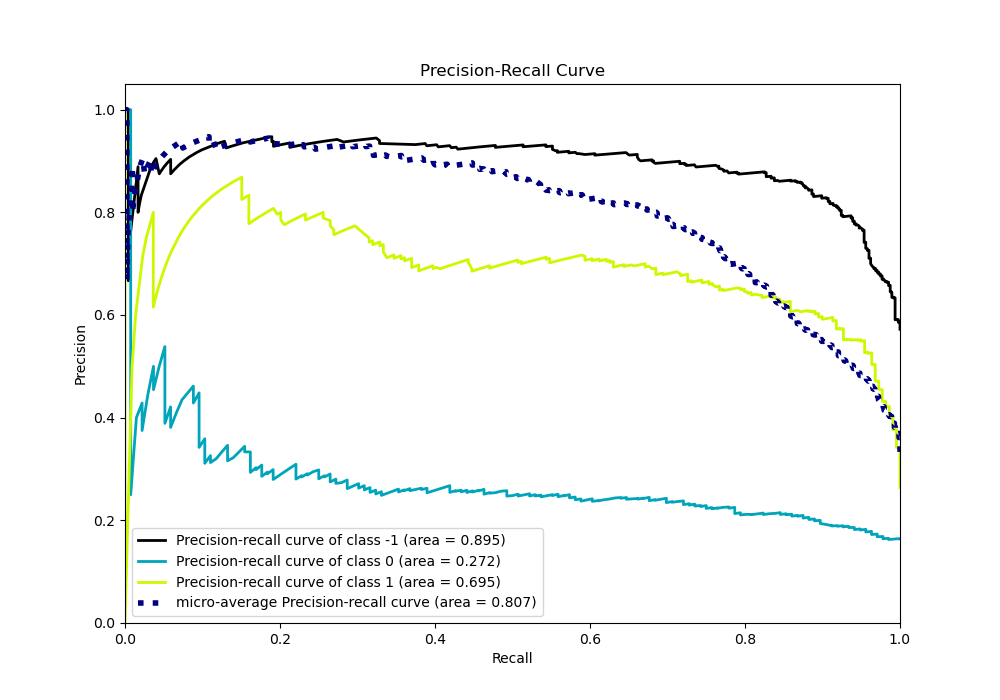 Precision-Recall Curve
1.0
0.8
0.6
0.4
0.2
0.0
Precision
Precision-recall curve of class -1 (area = 0.895)
Precision-recall curve of class 0 (area = 0.272)
Precision-recall curve of class 1 (area = 0.695)
micro-average Precision-recall curve (area = 0.807)
0.0 0.2 0.4 0.6 0.8 1.0
Recall